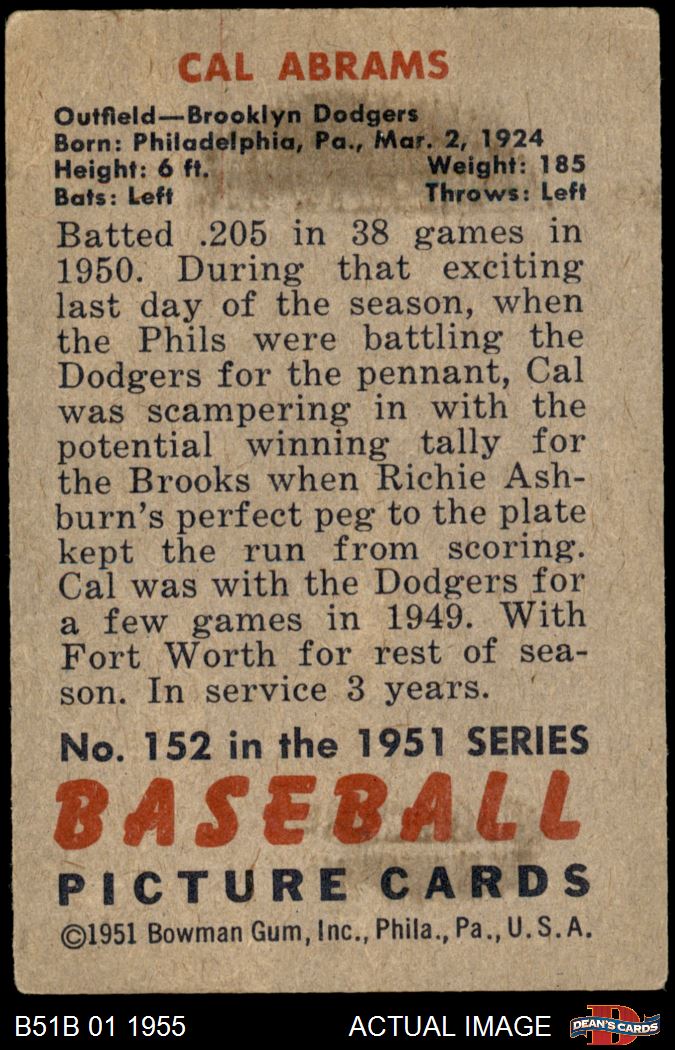 CAL ABRAMS
Outfield—Brooklyn Dodgers
Born: Philadelphia, Pa., Mar. 2, 1924
Height: 6 ft. Weight: 185
Bats: Left Throws: Left
Batted .205 in 38 games in
1950. During that exciting
last day of the season, when
the Phils were battling the
Dodgers for the pennant, Cal
was scampering in with the
potential winning tally for
the Brooks when Richie Ash-
burn's perfect peg to the plate
kept the run from scoring.
Cal was with the Dodgers for
a few games in 1949. With
Fort Worth for rest of sea-
son. In service 3 years.
No. 152 in the 1951 SERIES
BASEBALL
PICTURE CARDS
©1951 Bowman Gum, Inc., Phila., Pa., U.S.A.
B51B 01 1955 ACTUAL IMAGE
D
DEAN'S CARDS